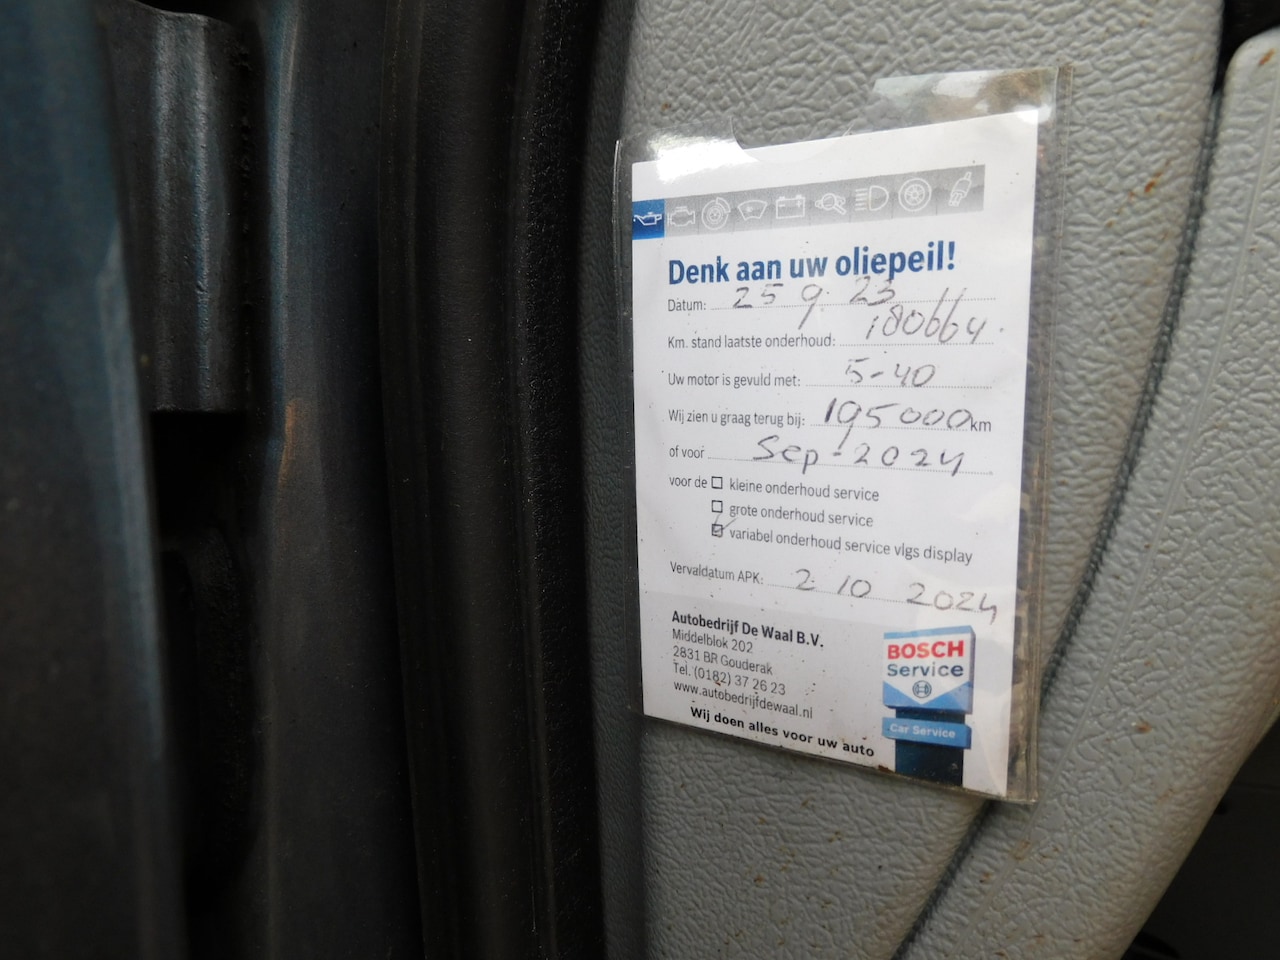 Denk aan uw oliepeil!
Datum: 25 9. 23
Km. stand laatste onderhoud: 180664
Uw motor is gevuld met: 5-40
Wij zien u graag terug bij: 195000 km
of voor Sep-2024
voor de ☐ kleine onderhoud service
☐ grote onderhoud service
☑ variabel onderhoud service vlgs display
Vervaldatum APK: 2 10 2024
Autobedrijf De Waal B.V.
Middelblok 202
2831 BR Gouderak
Tel. (0182) 37 26 23
www.autobedrijfdewaal.nl
Wij doen alles voor uw auto
BOSCH
Service
Car Service